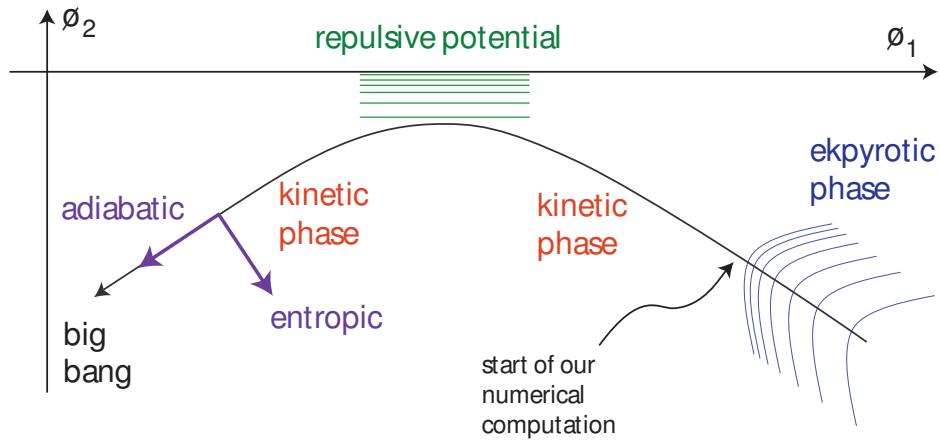 ø2
repulsive potential
ø1
ekpyrotic
phase
adiabatic
kinetic
phase
kinetic
phase
entropic
big
bang
start of our
numerical
computation